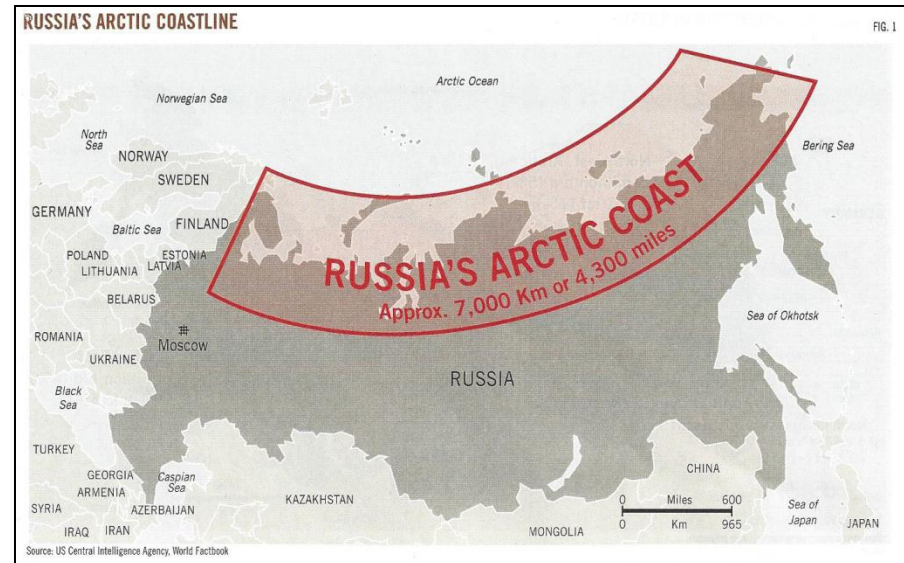 RUSSIA'S ARCTIC COASTLINE
FIG. 1
Arctic Ocean
Norwegian Sea
North
Sea
Bering Sea
NORWAY
SWEDEN
GERMANY
FINLAND
Baltic Sea
POLAND
ESTONIA
LATVIA
LITHUANIA
BELARUS
RUSSIA'S ARCTIC COAST
Approx. 7,000 Km or 4,300 miles
Sea of Okhotsk
ROMANIA
Moscow
UKRAINE
RUSSIA
Black
Sea
TURKEY
GEORGIA
Caspian
Sea
ARMENIA
AZERBAIJAN
SYRIA
IRAQ
IRAN
KAZAKHSTAN
MONGOLIA
CHINA
0 Miles 600
0 Km 965
Sea of
Japan
JAPAN
Source: US Central Intelligence Agency, World Factbook